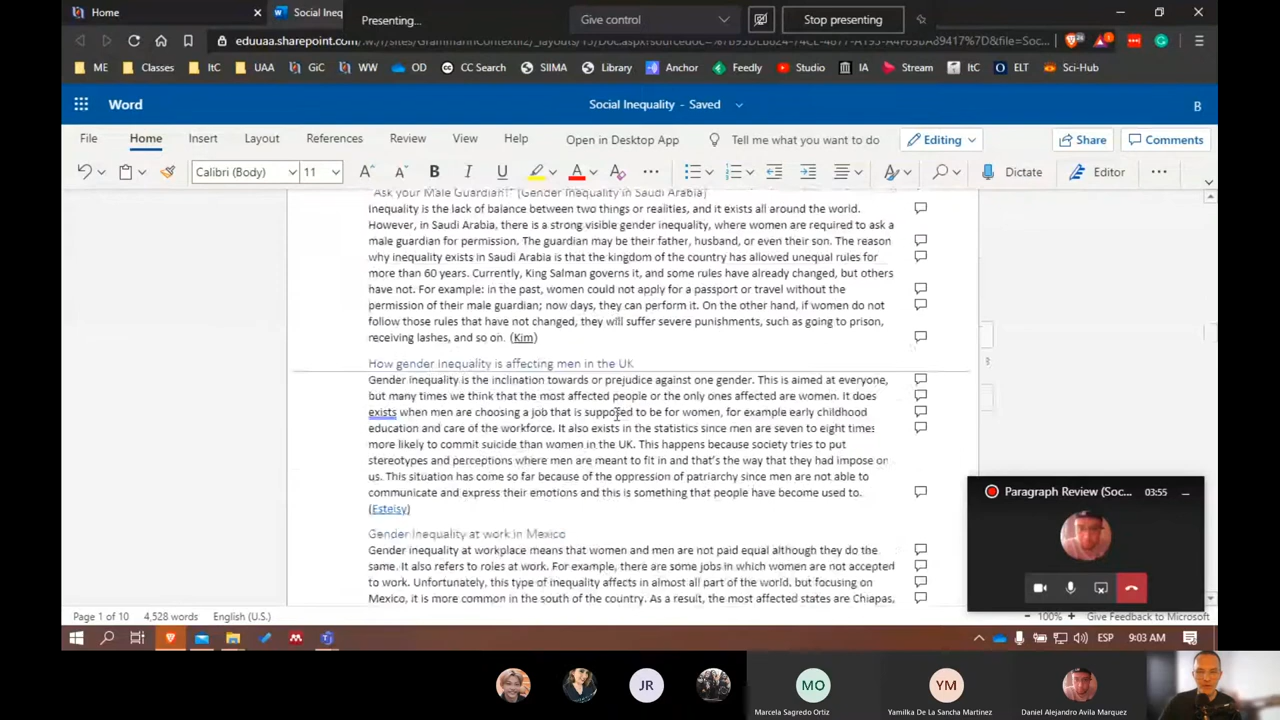 Home
Social Ineq
Presenting...
Give control
Stop presenting
eduuaa.sharepoint.com
ME
Classes
ItC
UAA
GiC
WW
OD
CC Search
SIIMA
Library
Anchor
Feedly
Studio
IA
Stream
ItC
ELT
Sci-Hub
Word
Social Inequality - Saved
B
File
Home
Insert
Layout
References
Review
View
Help
Open in Desktop App
Tell me what you want to do
Editing
Share
Comments
Calibri (Body)
11
Dictate
Editor
"Ask your Male Guardian!" (Gender Inequality in Saudi Arabia)
Inequality is the lack of balance between two things or realities, and it exists all around the world.
However, in Saudi Arabia, there is a strong visible gender inequality, where women are required to ask a
male guardian for permission. The guardian may be their father, husband, or even their son. The reason
why inequality exists in Saudi Arabia is that the kingdom of the country has allowed unequal rules for
more than 60 years. Currently, King Salman governs it, and some rules have already changed, but others
have not. For example: in the past, women could not apply for a passport or travel without the
permission of their male guardian; now days, they can perform it. On the other hand, if women do not
follow those rules that have not changed, they will suffer severe punishments, such as going to prison,
receiving lashes, and so on. (Kim)
How gender Inequality is affecting men in the UK
Gender Inequality is the inclination towards or prejudice against one gender. This is aimed at everyone,
but many times we think that the most affected people or the only ones affected are women. It does
exists when men are choosing a job that is supposed to be for women, for example early childhood
education and care of the workforce. It also exists in the statistics since men are seven to eight times
more likely to commit suicide than women in the UK. This happens because society tries to put
stereotypes and perceptions where men are meant to fit in and that's the way that they had impose on
us. This situation has come so far because of the oppression of patriarchy since men are not able to
communicate and express their emotions and this is something that people have become used to.
(Esteisy)
Gender Inequality at work in Mexico
Gender inequality at workplace means that women and men are not paid equal although they do the
same. It also refers to roles at work. For example, there are some jobs in which women are not accepted
to work. Unfortunately, this type of inequality affects in almost all part of the world, but focusing on
Mexico, it is more common in the south of the country. As a result, the most affected states are Chiapas,
Paragraph Review (Soc...
03:55
Page 1 of 10
4,528 words
English (U.S.)
100%
Give Feedback to Microsoft
ESP
9:03 AM
JR
MO
YM
Marcela Sagredo Ortiz
Yamilka De La Sancha Martinez
Daniel Alejandro Avila Marquez